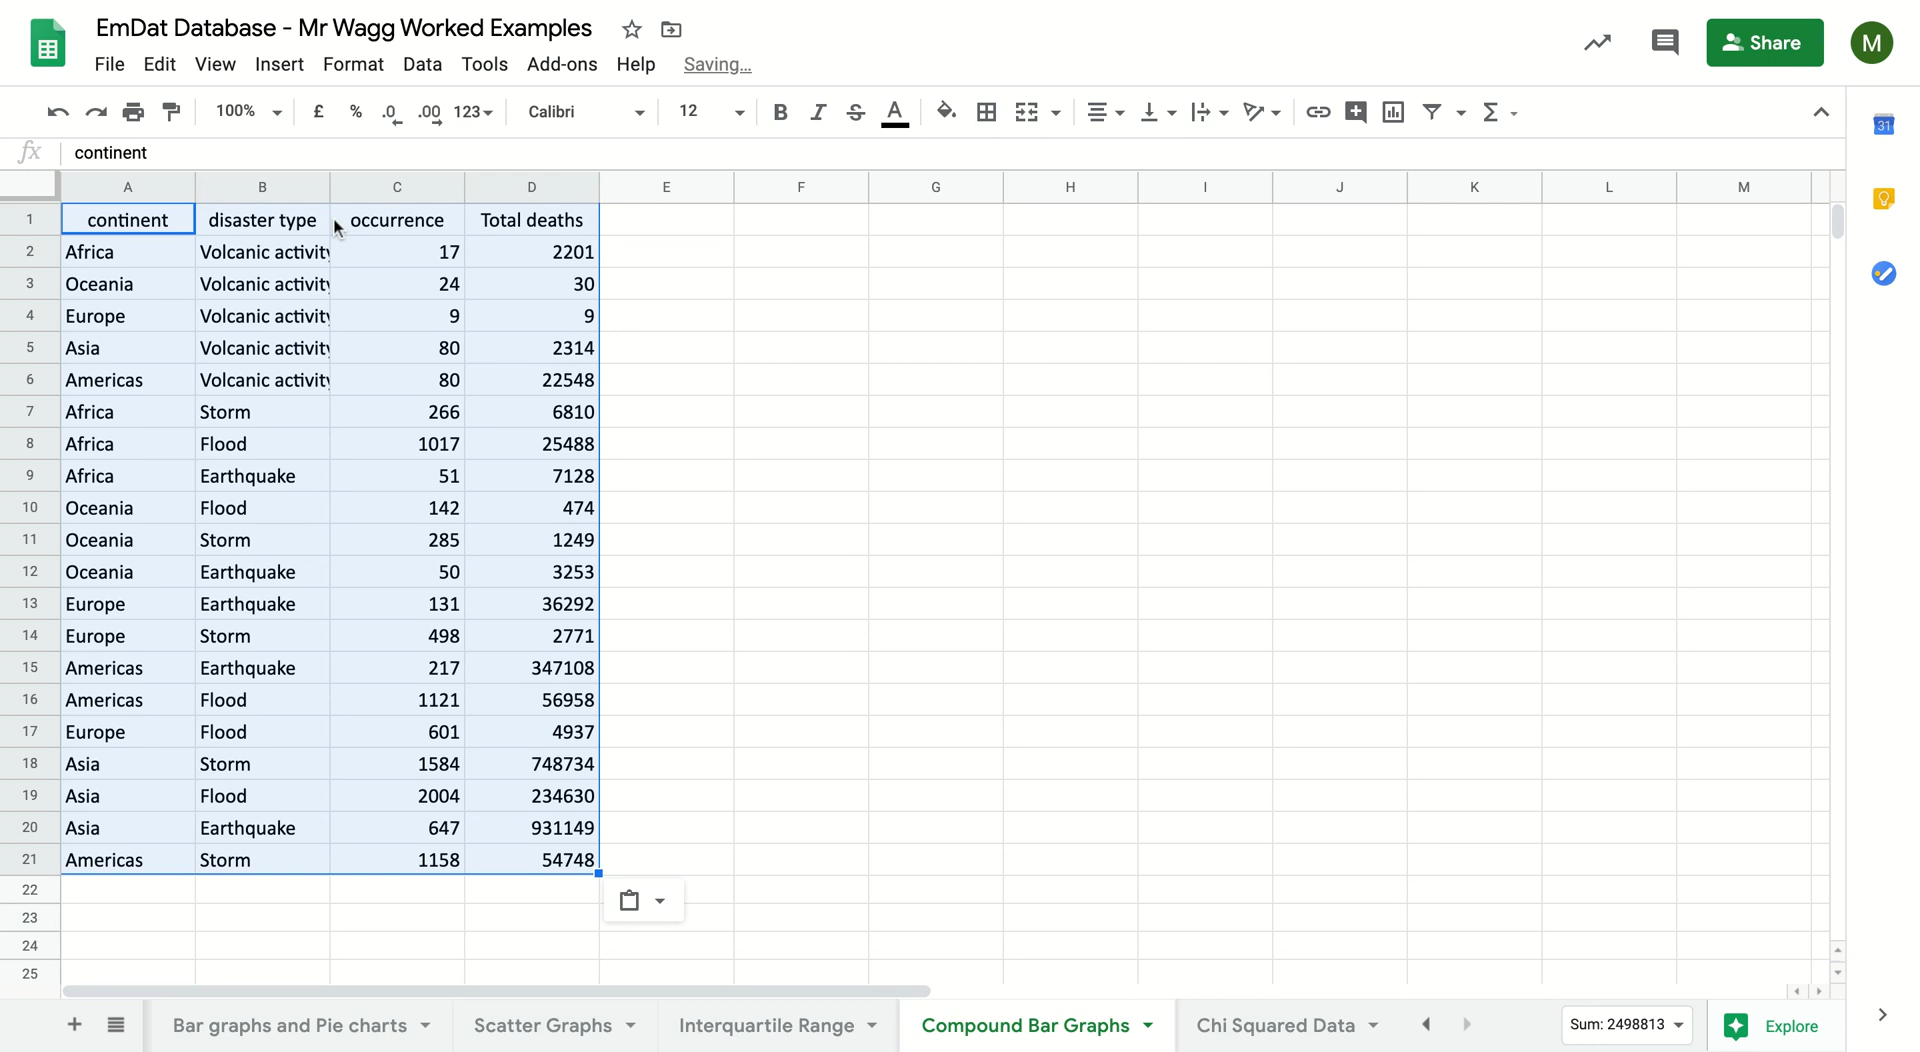 EmDat Database - Mr Wagg Worked Examples
File Edit View Insert Format Data Tools Add-ons Help Saving...
Share
M
100% £ % .0 .00 123 Calibri 12 B I S A
31
fx continent
A B C D E F G H I J K L M
1 continent disaster type occurrence Total deaths
2 Africa Volcanic activity 17 2201
3 Oceania Volcanic activity 24 30
4 Europe Volcanic activity 9 9
5 Asia Volcanic activity 80 2314
6 Americas Volcanic activity 80 22548
7 Africa Storm 266 6810
8 Africa Flood 1017 25488
9 Africa Earthquake 51 7128
10 Oceania Flood 142 474
11 Oceania Storm 285 1249
12 Oceania Earthquake 50 3253
13 Europe Earthquake 131 36292
14 Europe Storm 498 2771
15 Americas Earthquake 217 347108
16 Americas Flood 1121 56958
17 Europe Flood 601 4937
18 Asia Storm 1584 748734
19 Asia Flood 2004 234630
20 Asia Earthquake 647 931149
21 Americas Storm 1158 54748
22
23
24
25
Bar graphs and Pie charts Scatter Graphs Interquartile Range Compound Bar Graphs Chi Squared Data Sum: 2498813 Explore